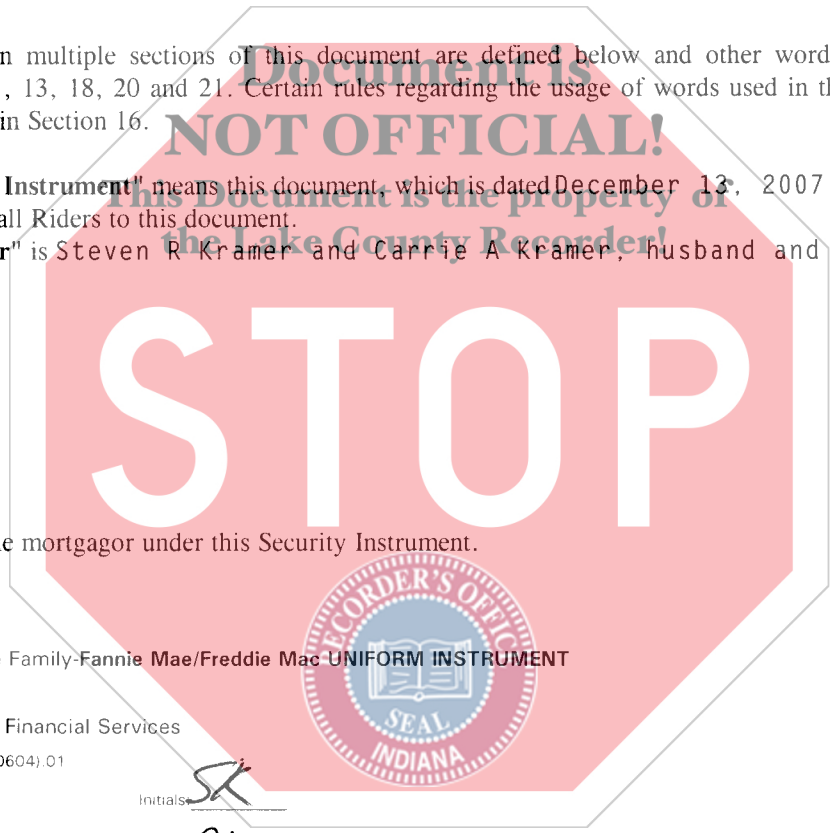 n multiple sections of this document are defined below and other word
, 13, 18, 20 and 21. Certain rules regarding the usage of words used in th
in Section 16.
Document is
NOT OFFICIAL!
This Document is the property of
the Lake County Recorder!
Instrument" means this document, which is dated December 13, 2007
all Riders to this document.
r" is Steven R Kramer and Carrie A Kramer, husband and
STOP
e mortgagor under this Security Instrument.
RECORDER'S OFFICE
SEAL
INDIANA
Family-Fannie Mae/Freddie Mac UNIFORM INSTRUMENT
Financial Services
0604).01
Initials: SK